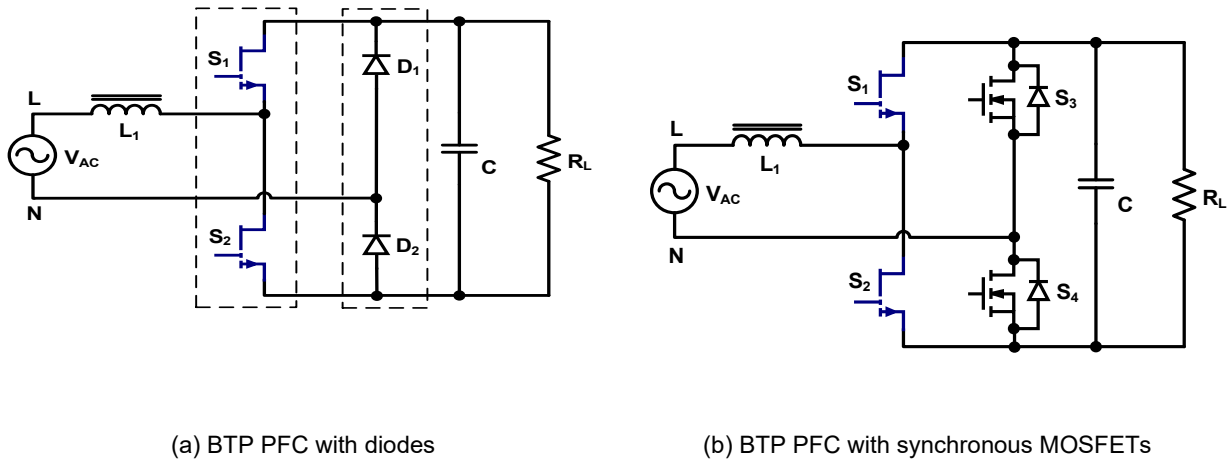 S1
D1
L
L1
VAC
N
S2
D2
C
RL
S1
S3
L
L1
VAC
N
S2
S4
C
RL
(a) BTP PFC with diodes
(b) BTP PFC with synchronous MOSFETs